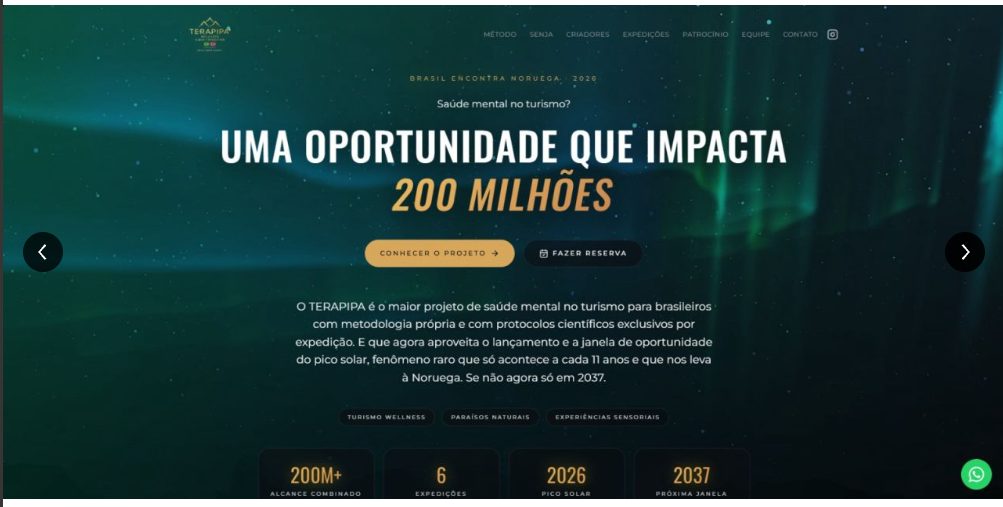 TERAPIPA
MÉTODO SENJA CRIADORES EXPEDIÇÕES PATROCÍNIO EQUIPE CONTATO
BRASIL ENCONTRA NORUEGA · 2026
Saúde mental no turismo?
UMA OPORTUNIDADE QUE IMPACTA
200 MILHÕES
CONHECER O PROJETO →
FAZER RESERVA
O TERAPIPA é o maior projeto de saúde mental no turismo para brasileiros
com metodologia própria e com protocolos científicos exclusivos por
expedição. E que agora aproveita o lançamento e a janela de oportunidade
do pico solar, fenômeno raro que só acontece a cada 11 anos e que nos leva
à Noruega. Se não agora só em 2037.
TURISMO WELLNESS
PARAÍSOS NATURAIS
EXPERIÊNCIAS SENSORIAIS
200M+
ALCANCE COMBINADO
6
EXPEDIÇÕES
2026
PICO SOLAR
2037
PRÓXIMA JANELA